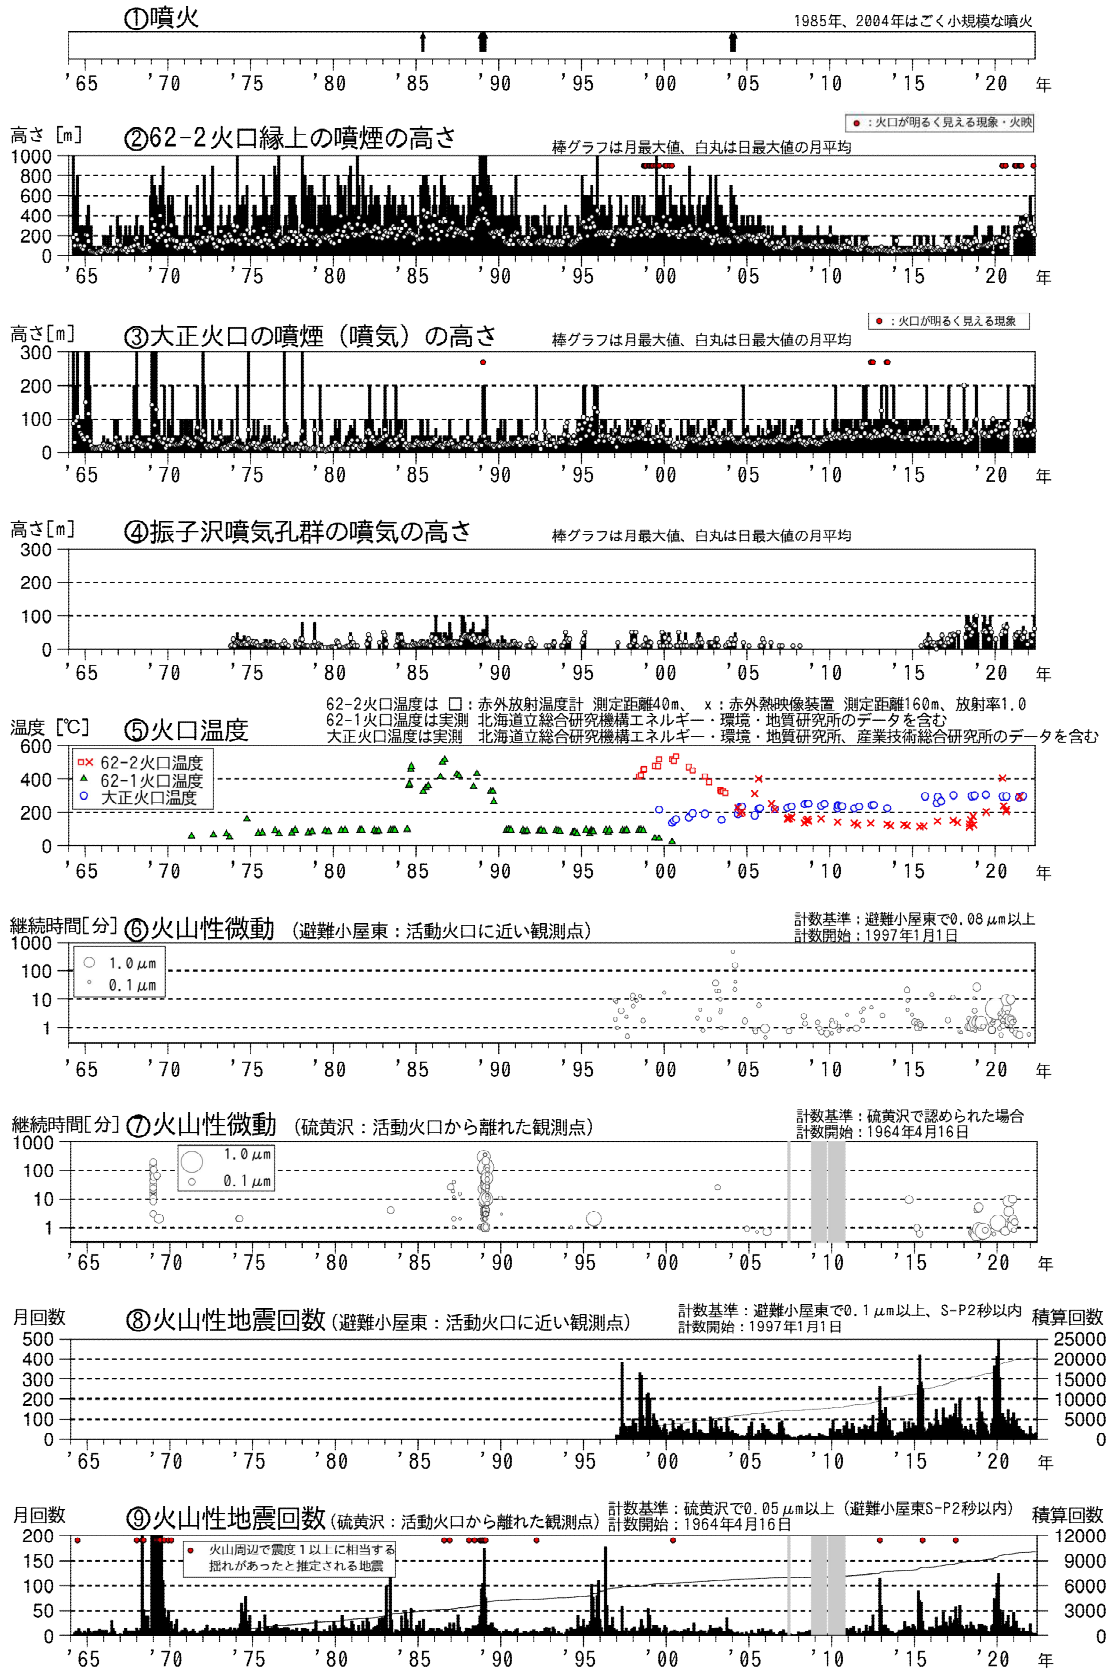 ①噴火
1985年、2004年はごく小規模な噴火
'65 '70 '75 '80 '85 '90 '95 '00 '05 '10 '15 '20 年
高さ [m]
②62-2火口縁上の噴煙の高さ
棒グラフは月最大値、白丸は日最大値の月平均
●:火口が明るく見える現象・火映
1000
800
600
400
200
0
'65 '70 '75 '80 '85 '90 '95 '00 '05 '10 '15 '20 年
高さ[m]
③大正火口の噴煙(噴気)の高さ
棒グラフは月最大値、白丸は日最大値の月平均
●:火口が明るく見える現象
300
200
100
0
'65 '70 '75 '80 '85 '90 '95 '00 '05 '10 '15 '20 年
高さ[m]
④振子沢噴気孔群の噴気の高さ
棒グラフは月最大値、白丸は日最大値の月平均
300
200
100
0
'65 '70 '75 '80 '85 '90 '95 '00 '05 '10 '15 '20 年
温度 [℃]
⑤火口温度
62-2火口温度は □:赤外放射温度計 測定距離40m、 x:赤外熱映像装置 測定距離160m、放射率1.0
62-1火口温度は実測 北海道立総合研究機構エネルギー・環境・地質研究所のデータを含む
大正火口温度は実測 北海道立総合研究機構エネルギー・環境・地質研究所、産業技術総合研究所のデータを含む
□× 62-2火口温度
▲ 62-1火口温度
○ 大正火口温度
600
400
200
0
'65 '70 '75 '80 '85 '90 '95 '00 '05 '10 '15 '20 年
継続時間[分]
⑥火山性微動 (避難小屋東:活動火口に近い観測点)
計数基準:避難小屋東で0.08μm以上
計数開始:1997年1月1日
○ 1.0μm
○ 0.1μm
1000
100
10
1
'65 '70 '75 '80 '85 '90 '95 '00 '05 '10 '15 '20 年
継続時間[分]
⑦火山性微動 (硫黄沢:活動火口から離れた観測点)
計数基準:硫黄沢で認められた場合
計数開始:1964年4月16日
○ 1.0μm
○ 0.1μm
1000
100
10
1
'65 '70 '75 '80 '85 '90 '95 '00 '05 '10 '15 '20 年
月回数
⑧火山性地震回数(避難小屋東:活動火口に近い観測点)
計数基準:避難小屋東で0.1μm以上、S-P2秒以内
計数開始:1997年1月1日
積算回数
500 25000
400 20000
300 15000
200 10000
100 5000
0 0
'65 '70 '75 '80 '85 '90 '95 '00 '05 '10 '15 '20 年
月回数
⑨火山性地震回数(硫黄沢:活動火口から離れた観測点)
計数基準:硫黄沢で0.05μm以上(避難小屋東S-P2秒以内)
計数開始:1964年4月16日
積算回数
● 火山周辺で震度1以上に相当する
揺れがあったと推定される地震
200 12000
150 9000
100 6000
50 3000
0 0
'65 '70 '75 '80 '85 '90 '95 '00 '05 '10 '15 '20 年